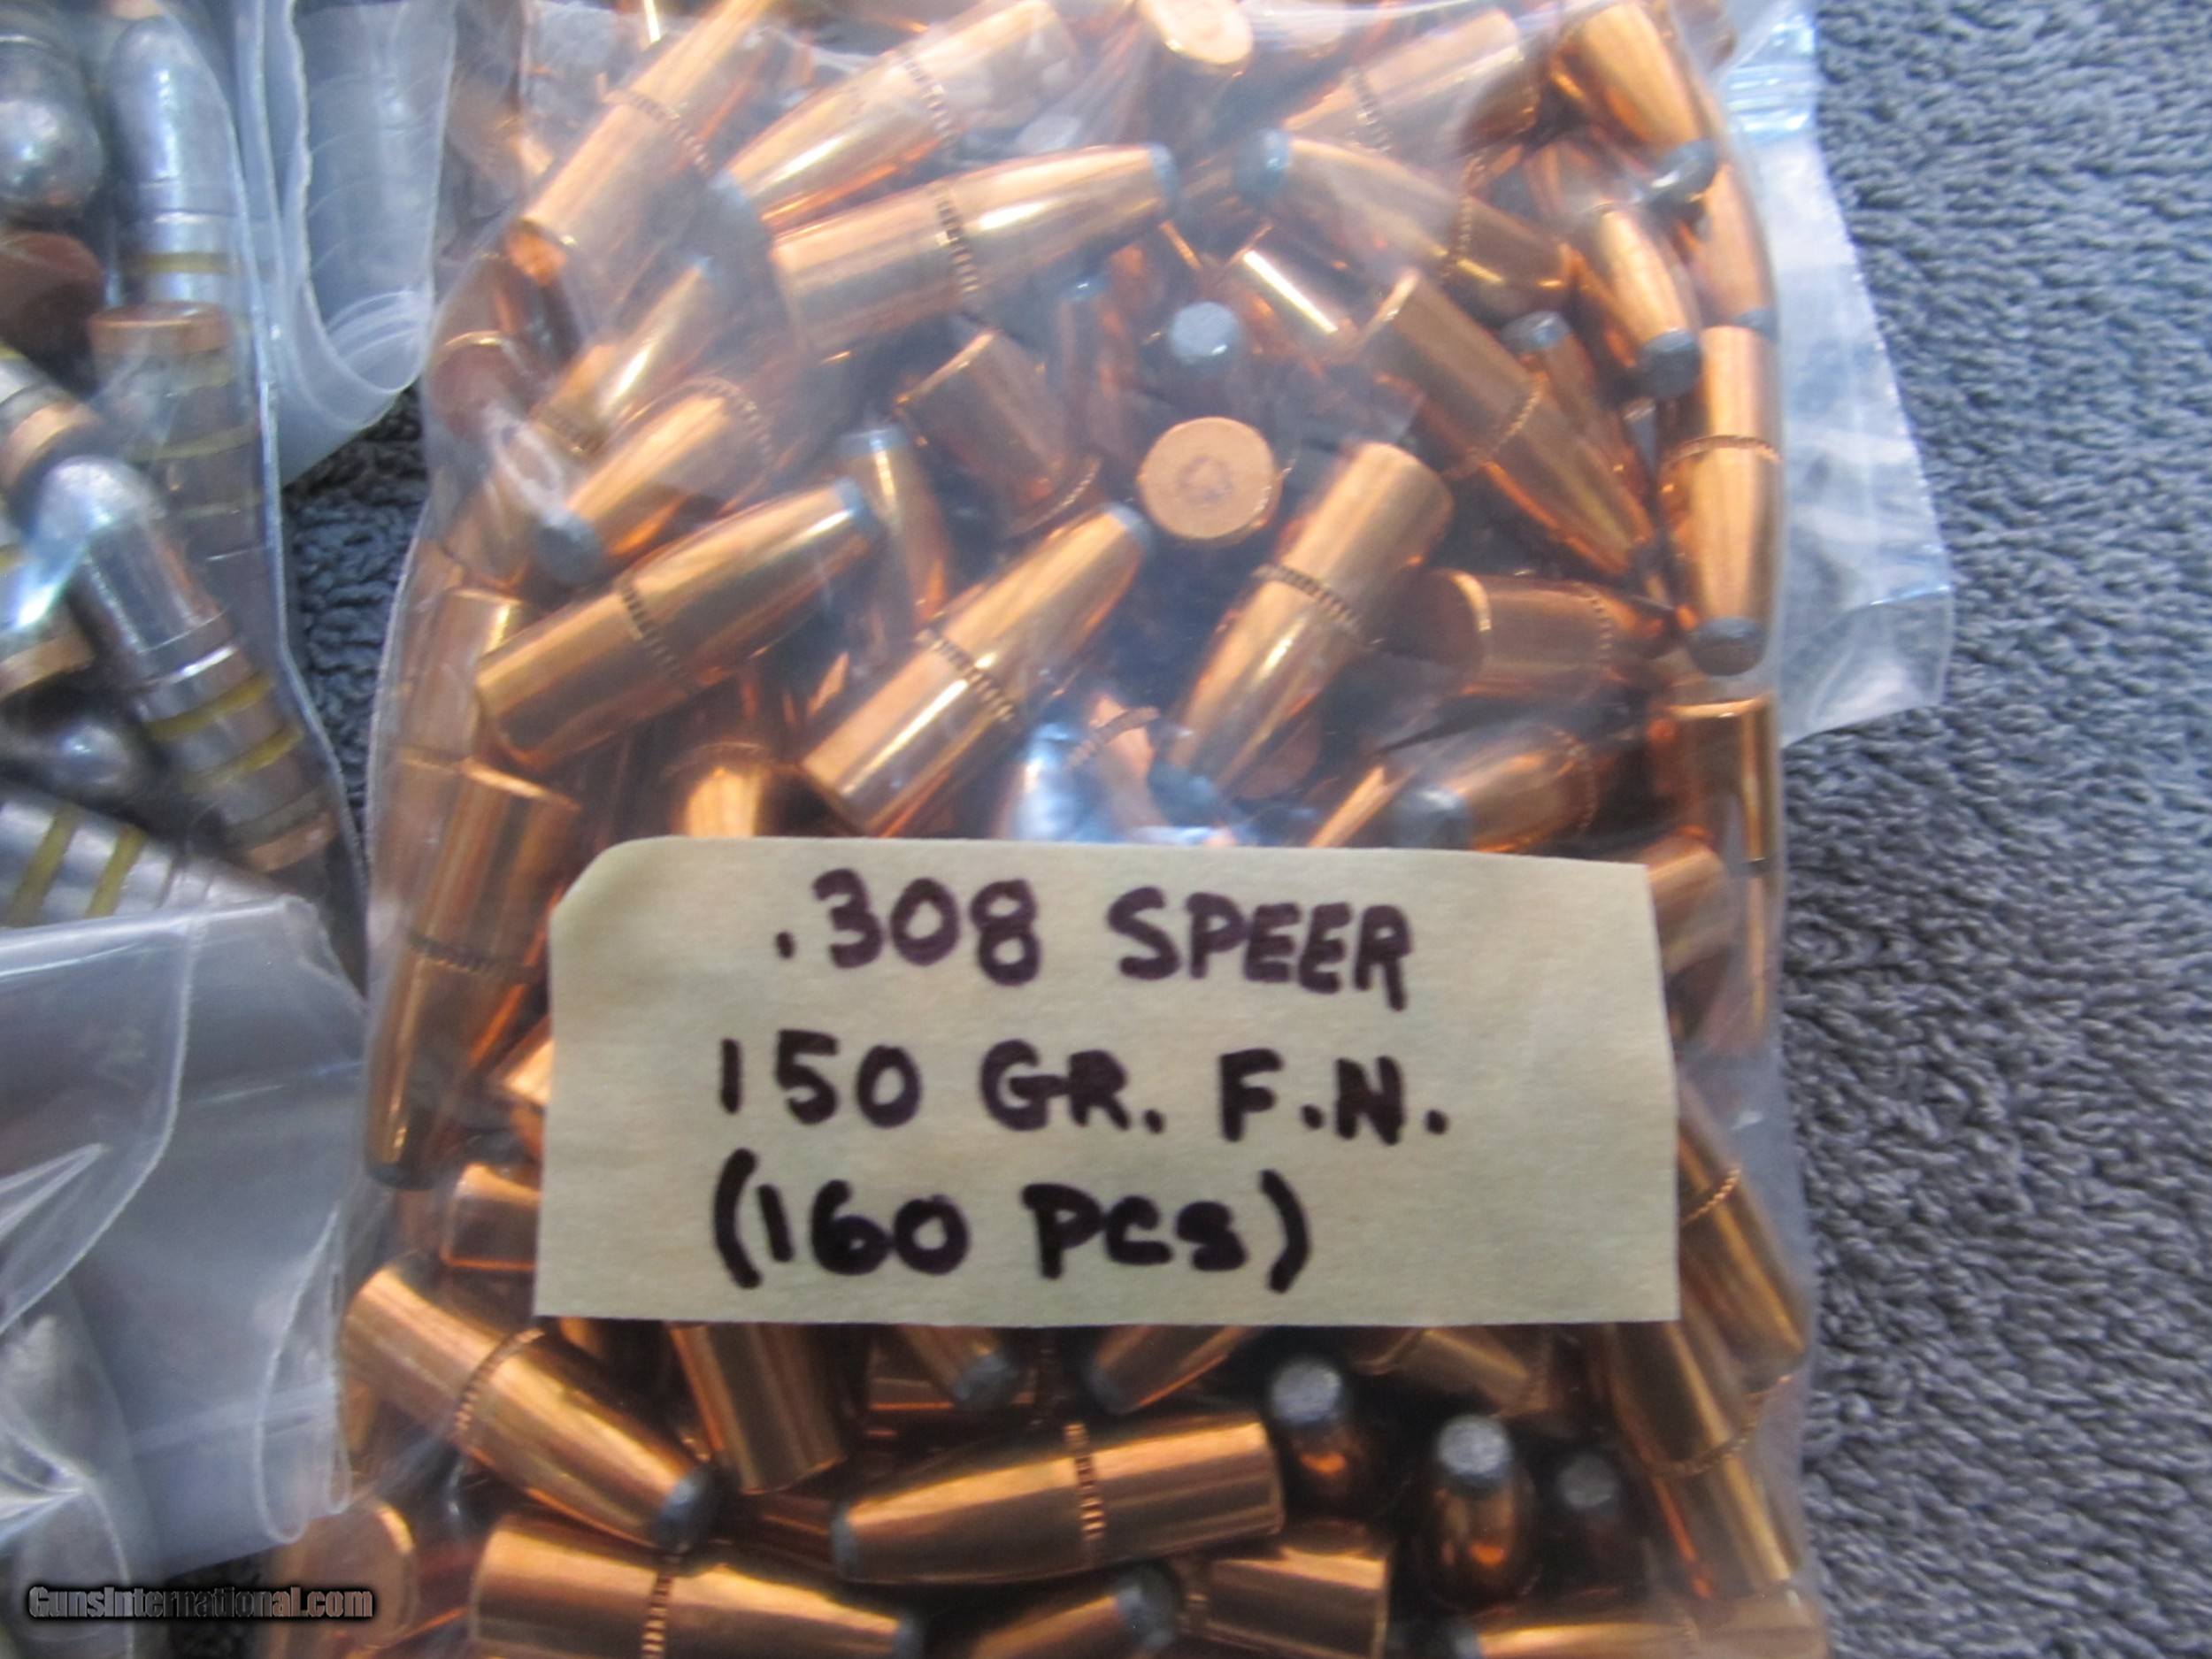 .308 SPEER
150 GR. F.N.
(160 PCS)
GunsInternational.com